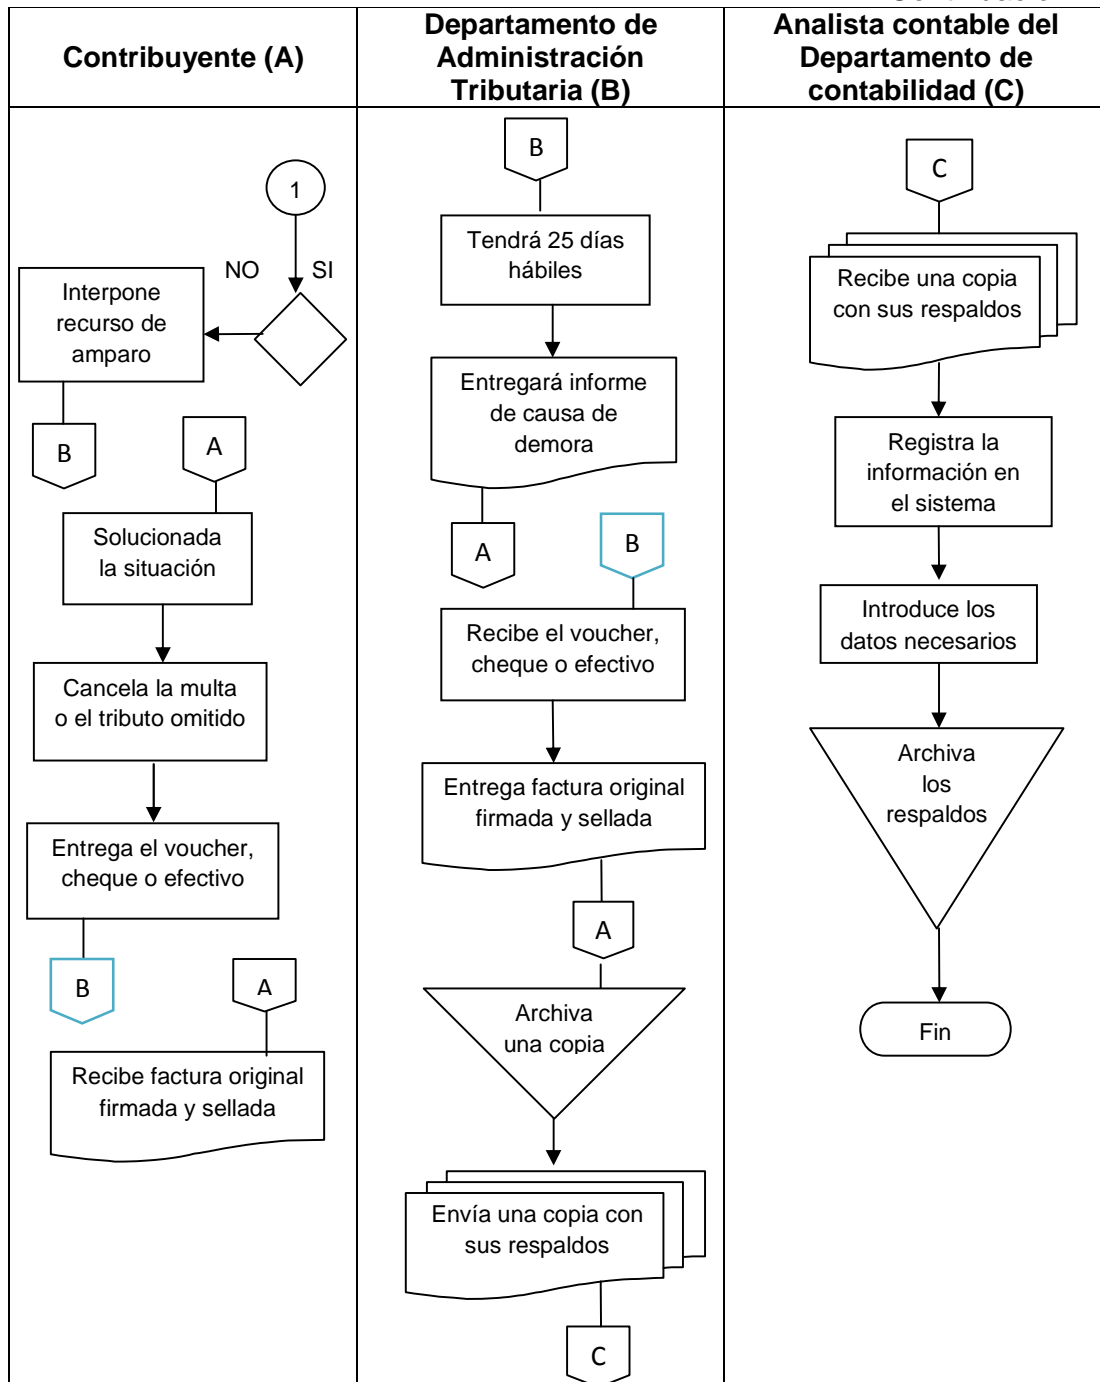 Contribuyente (A)
Departamento de
Administración
Tributaria (B)
Analista contable del
Departamento de
contabilidad (C)
1
NO
SI
Interpone
recurso de
amparo
B
A
Solucionada
la situación
Cancela la multa
o el tributo omitido
Entrega el voucher,
cheque o efectivo
B
A
Recibe factura original
firmada y sellada
B
Tendrá 25 días
hábiles
Entregará informe
de causa de
demora
A
B
Recibe el voucher,
cheque o efectivo
Entrega factura original
firmada y sellada
A
Archiva
una copia
Envía una copia con
sus respaldos
C
C
Recibe una copia
con sus respaldos
Registra la
información en
el sistema
Introduce los
datos necesarios
Archiva
los
respaldos
Fin